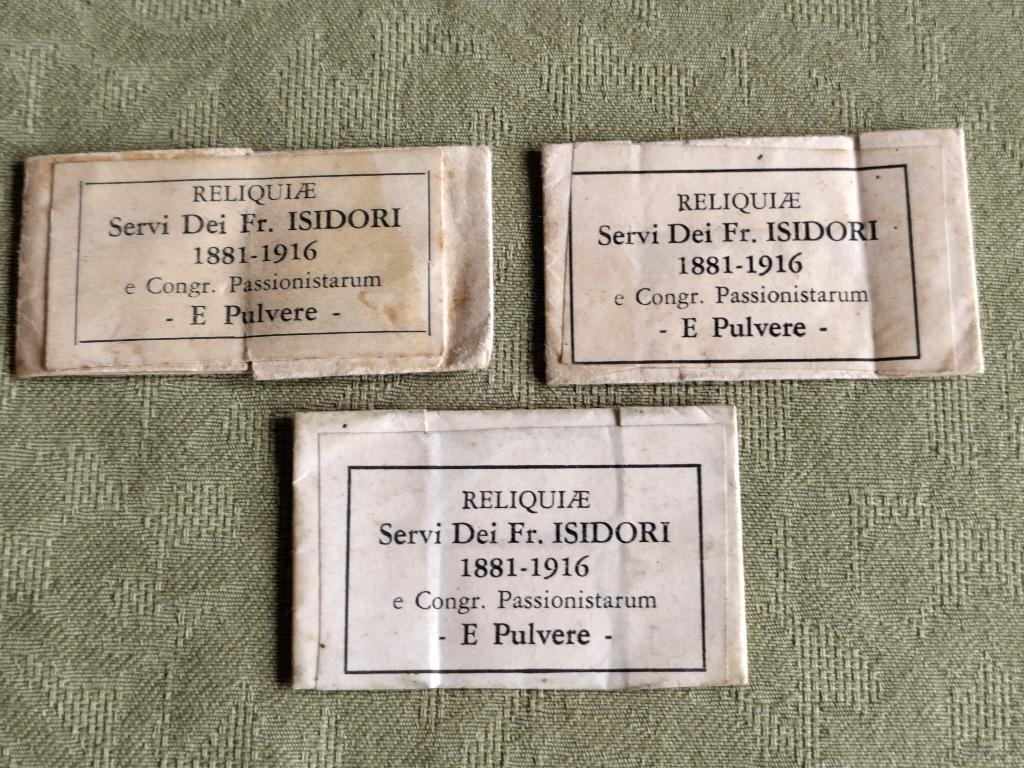 RELIQUIÆ
Servi Dei Fr. ISIDORI
1881-1916
e Congr. Passionistarum
- E Pulvere -
RELIQUIÆ
Servi Dei Fr. ISIDORI
1881-1916
e Congr. Passionistarum
- E Pulvere -
RELIQUIÆ
Servi Dei Fr. ISIDORI
1881-1916
e Congr. Passionistarum
- E Pulvere -